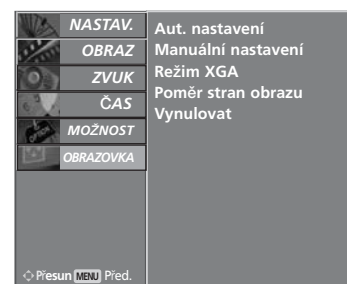 NASTAV.
OBRAZ
ZVUK
ČAS
MOŽNOST
OBRAZOVKA
Aut. nastavení
Manuální nastavení
Režim XGA
Poměr stran obrazu
Vynulovat
Přesun MENU Před.